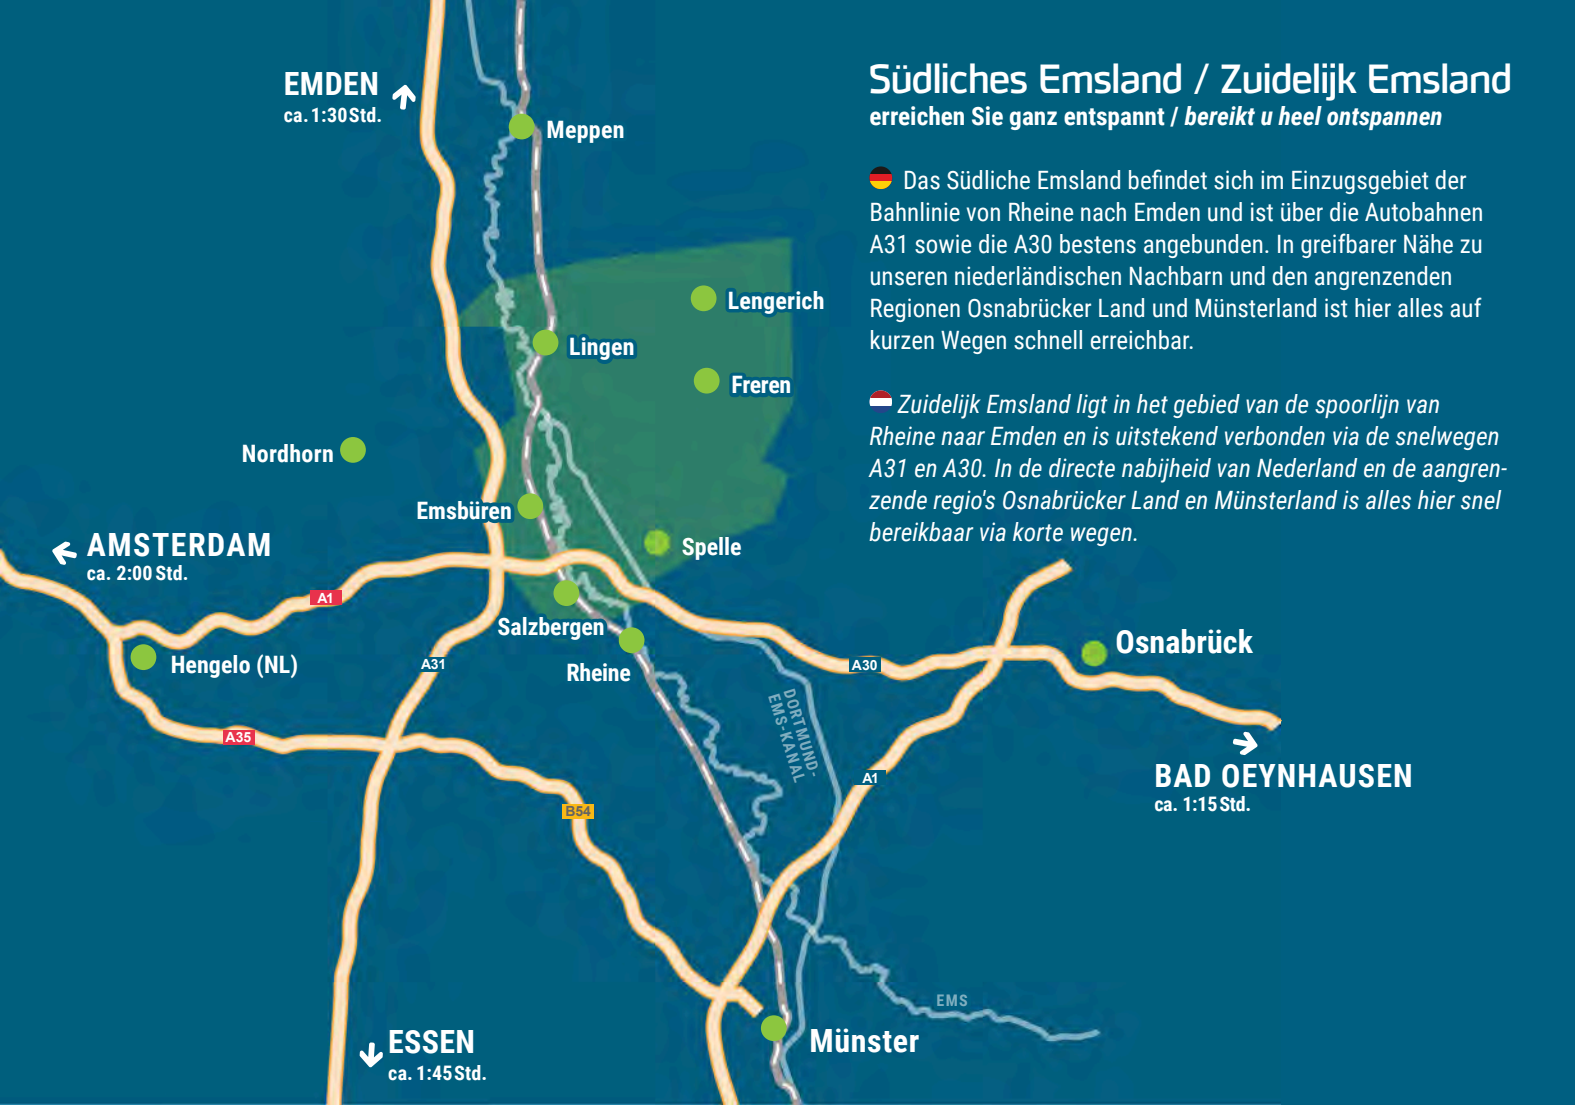 Südliches Emsland / Zuidelijk Emsland
erreichen Sie ganz entspannt / bereikt u heel ontspannen
Das Südliche Emsland befindet sich im Einzugsgebiet der
Bahnlinie von Rheine nach Emden und ist über die Autobahnen
A31 sowie die A30 bestens angebunden. In greifbarer Nähe zu
unseren niederländischen Nachbarn und den angrenzenden
Regionen Osnabrücker Land und Münsterland ist hier alles auf
kurzen Wegen schnell erreichbar.
Zuidelijk Emsland ligt in het gebied van de spoorlijn van
Rheine naar Emden en is uitstekend verbonden via de snelwegen
A31 en A30. In de directe nabijheid van Nederland en de aangren-
zende regio's Osnabrücker Land en Münsterland is alles hier snel
bereikbaar via korte wegen.
EMDEN
ca. 1:30 Std.
Meppen
Lengerich
Lingen
Freren
Nordhorn
Emsbüren
Spelle
AMSTERDAM
ca. 2:00 Std.
A1
Salzbergen
Hengelo (NL)
A31
Rheine
A30
Osnabrück
A35
DORTMUND-
EMS-KANAL
A1
BAD OEYNHAUSEN
ca. 1:15 Std.
B54
EMS
ESSEN
ca. 1:45 Std.
Münster